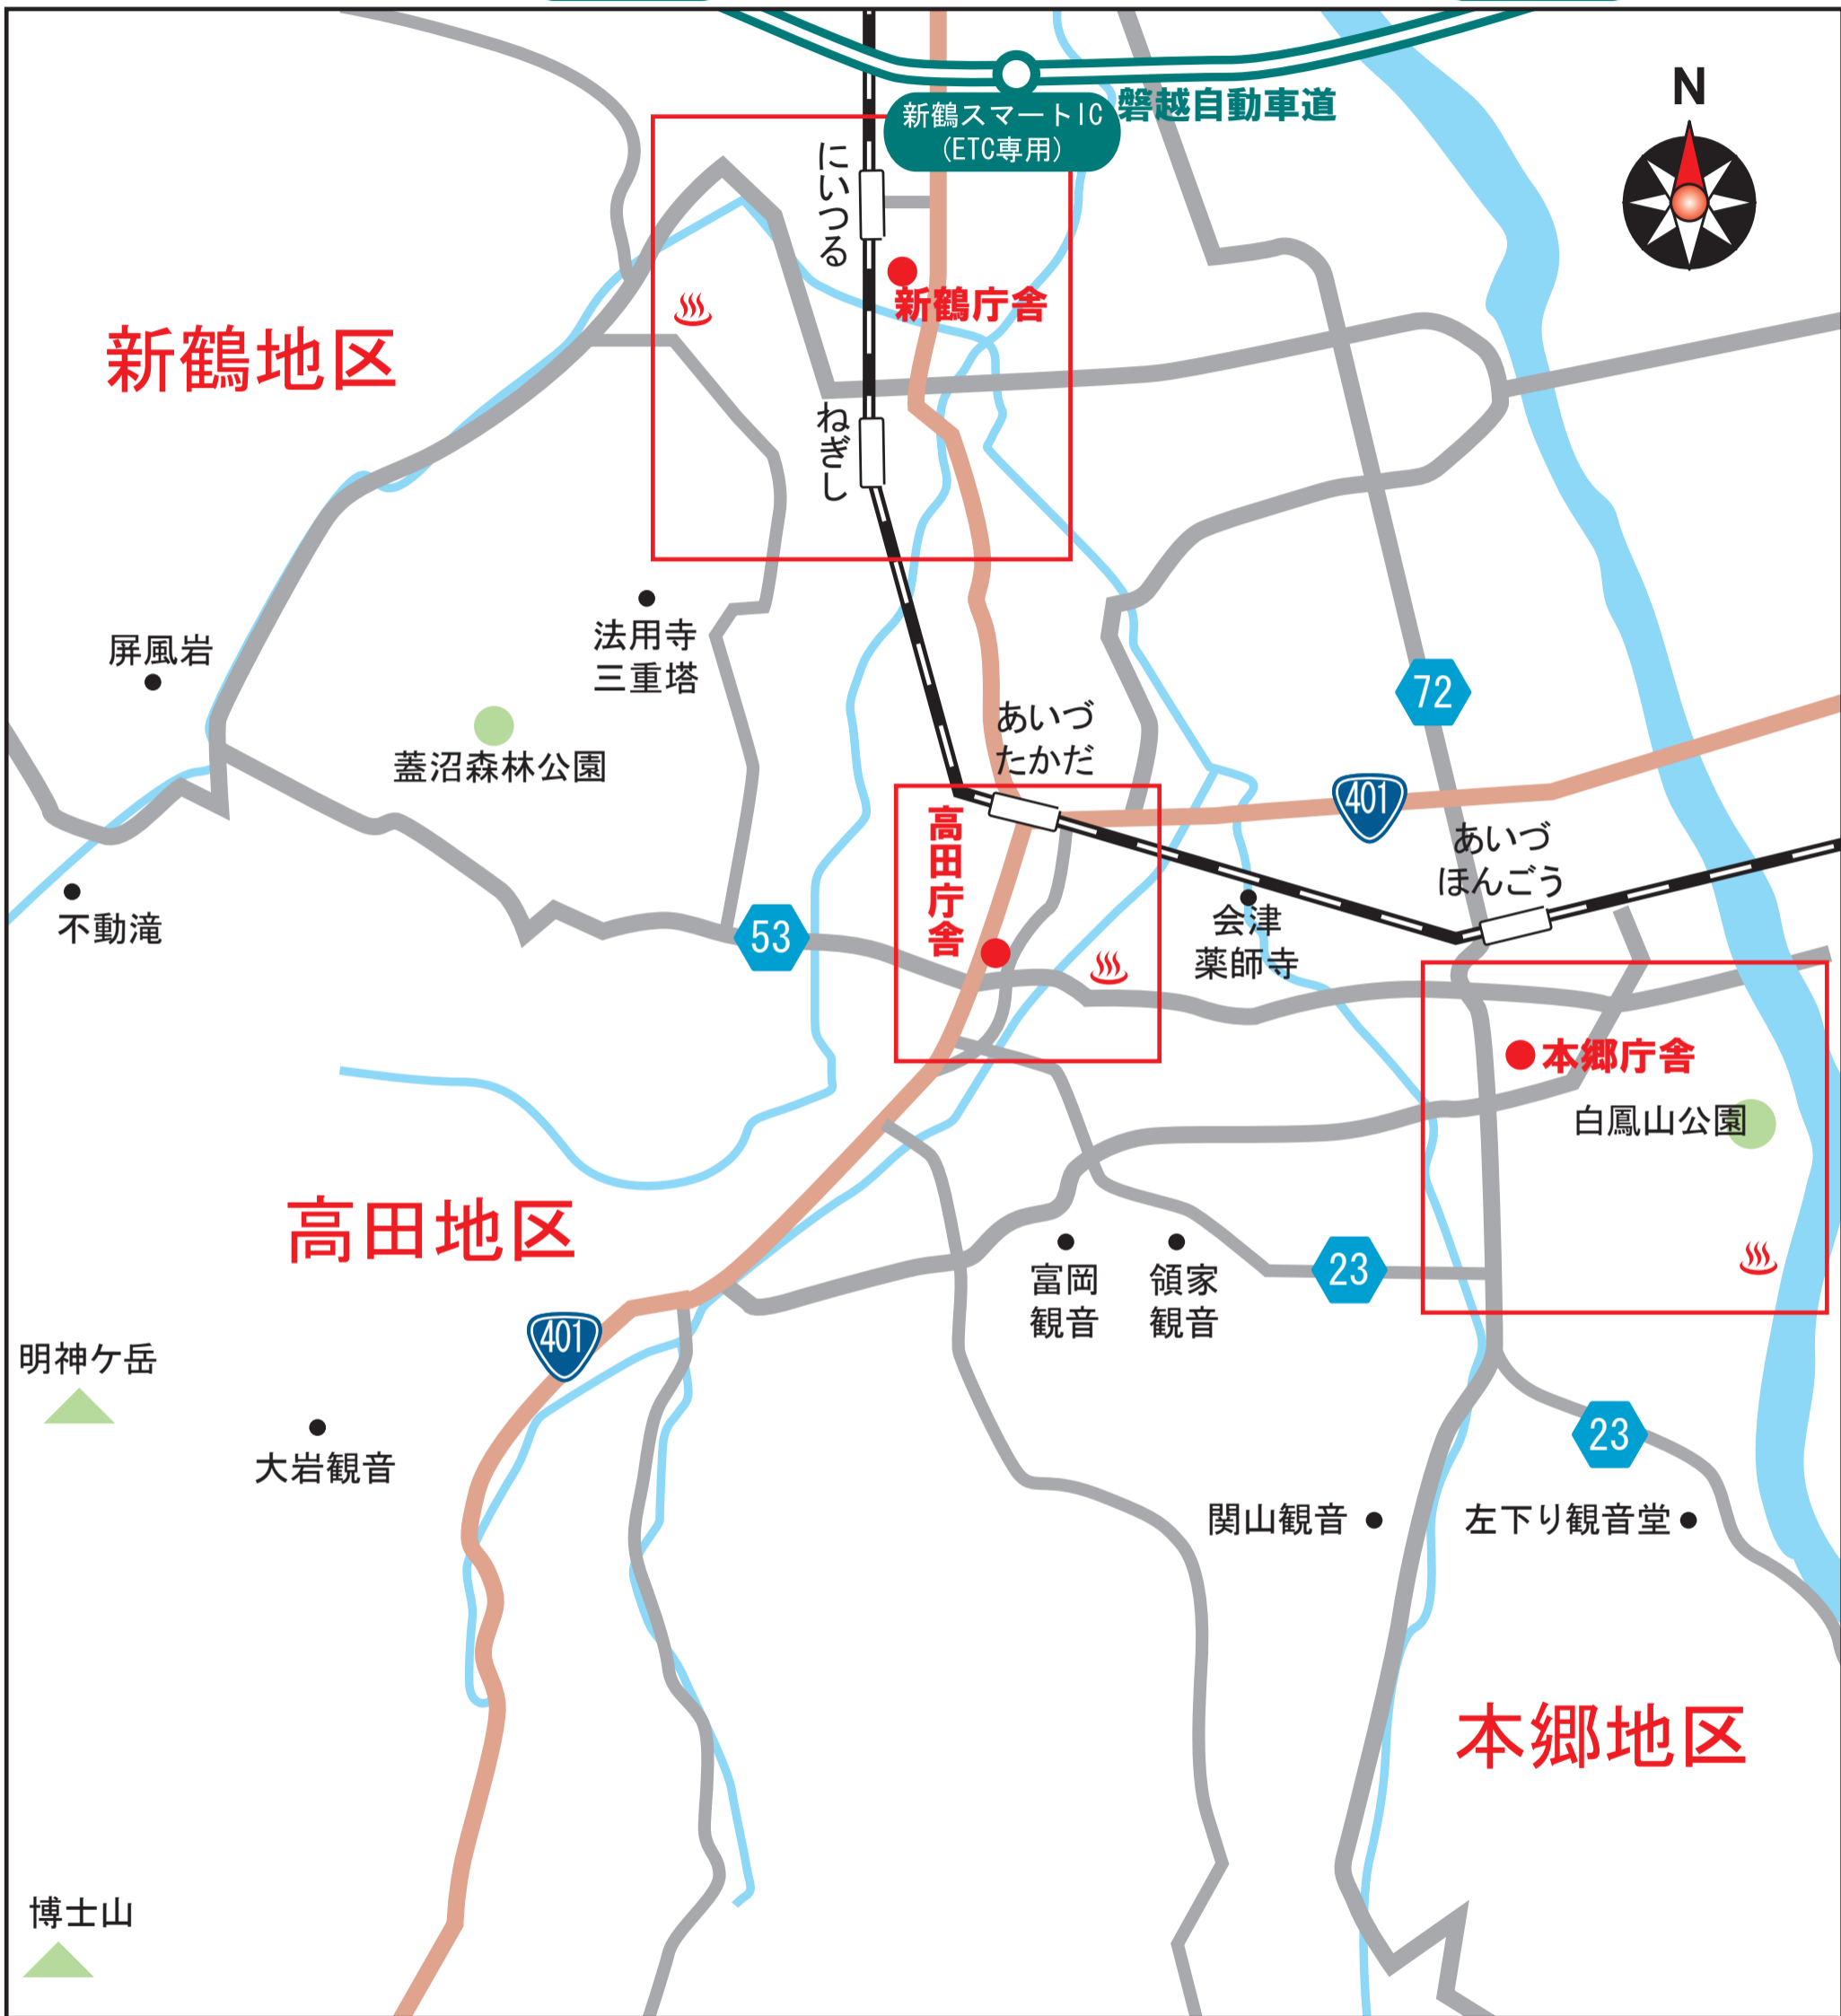 N
磐越自動車道
新鶴スマートIC
（ETC専用）
にいつる
新鶴庁舎
新鶴地区
ねぎし
法用寺
三重塔
屏風岩
蓋沼森林公園
72
あいづ
たかだ
401
高田庁舎
あいづ
ほんごう
不動滝
53
会津
薬師寺
本郷庁舎
白鳳山公園
高田地区
富岡
観音
領家
観音
23
401
明神ケ岳
大岩観音
23
関山観音
左下り観音堂
本郷地区
博士山